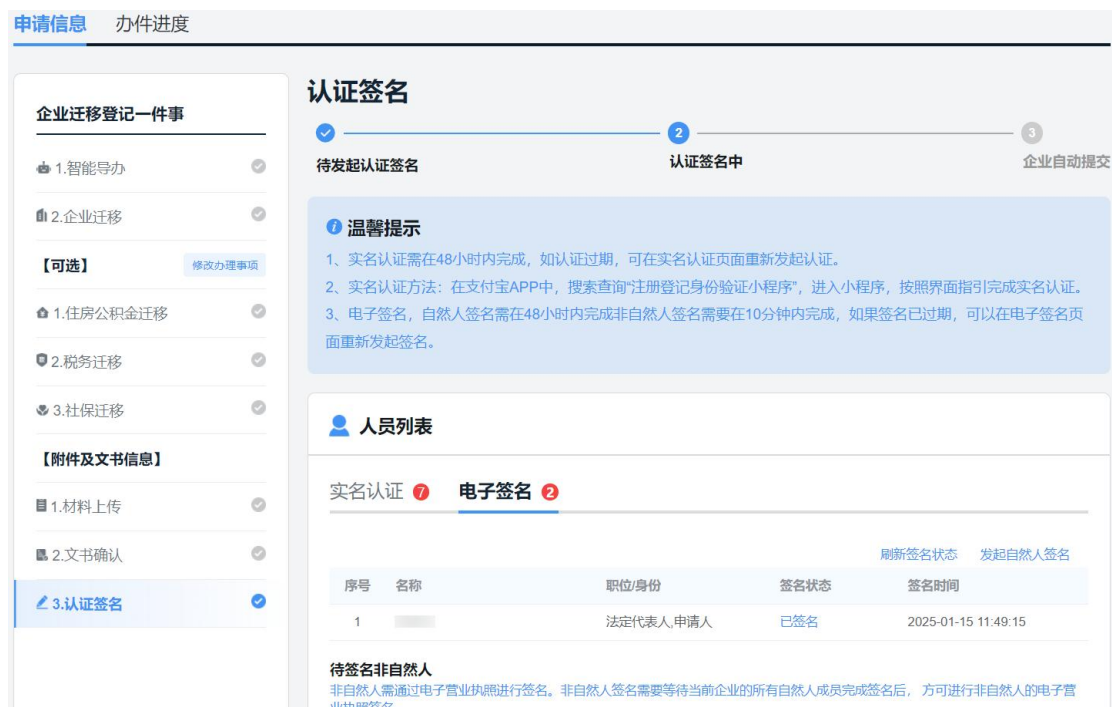 申请信息 办件进度
企业迁移登记一件事
1.智能导办
2.企业迁移
【可选】 修改办理事项
1.住房公积金迁移
2.税务迁移
3.社保迁移
【附件及文书信息】
1.材料上传
2.文书确认
3.认证签名
认证签名
2 3
待发起认证签名 认证签名中 企业自动提交
温馨提示
1、实名认证需在48小时内完成，如认证过期，可在实名认证页面重新发起认证。
2、实名认证方法：在支付宝APP中，搜索查询“注册登记身份验证小程序”，进入小程序，按照界面指引完成实名认证。
3、电子签名，自然人签名需在48小时内完成非自然人签名需要在10分钟内完成，如果签名已过期，可以在电子签名页
面重新发起签名。
人员列表
实名认证 7 电子签名 2
刷新签名状态 发起自然人签名
序号 名称 职位/身份 签名状态 签名时间
1 法定代表人,申请人 已签名 2025-01-15 11:49:15
待签名非自然人
非自然人需通过电子营业执照进行签名。非自然人签名需要等待当前企业的所有自然人成员完成签名后， 方可进行非自然人的电子营
业执照签名